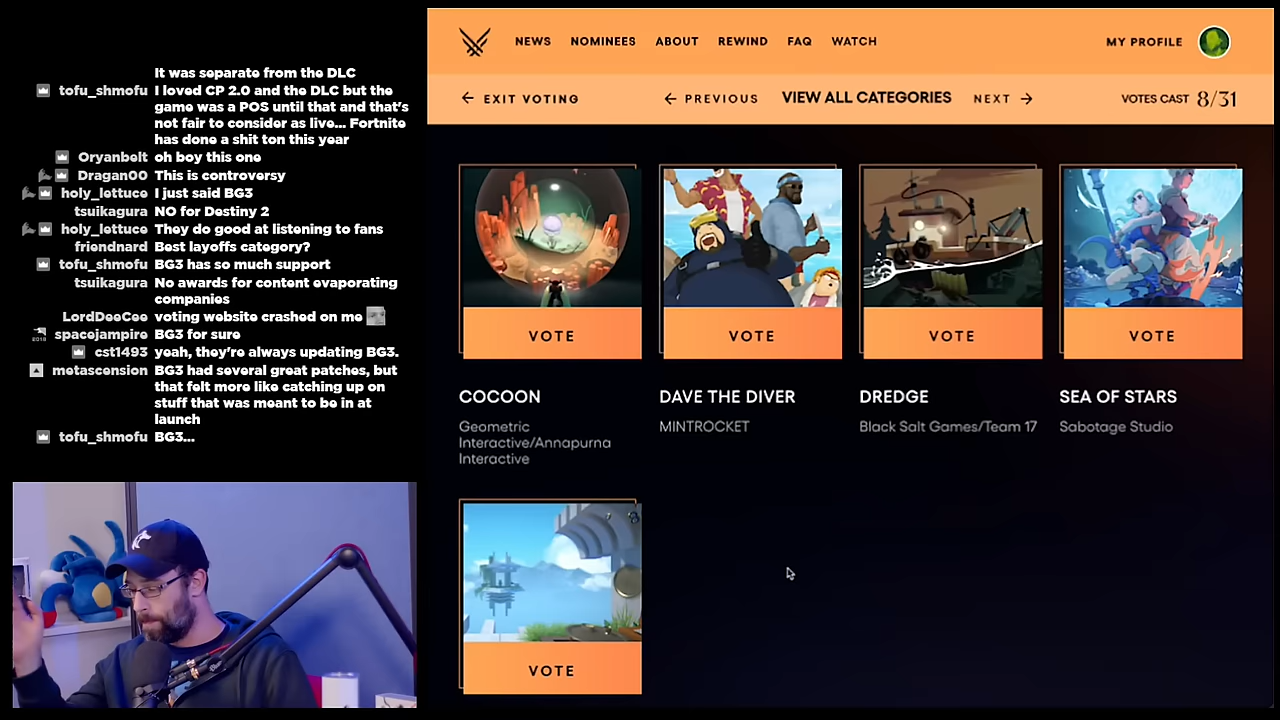 It was separate from the DLC
tofu_shmofu I loved CP 2.0 and the DLC but the
game was a POS until that and that's
not fair to consider as live... Fortnite
has done a shit ton this year
Oryanbelt oh boy this one
Dragan00 This is controversy
holy_lettuce I just said BG3
tsuikagura NO for Destiny 2
holy_lettuce They do good at listening to fans
friendnard Best layoffs category?
tofu_shmofu BG3 has so much support
tsuikagura No awards for content evaporating
companies
LordDeeCee voting website crashed on me
spacejampire BG3 for sure
cst1493 yeah, they're always updating BG3.
metascension BG3 had several great patches, but
that felt more like catching up on
stuff that was meant to be in at
launch
tofu_shmofu BG3...
NEWS NOMINEES ABOUT REWIND FAQ WATCH MY PROFILE
← EXIT VOTING ← PREVIOUS VIEW ALL CATEGORIES NEXT → VOTES CAST 8/31
VOTE VOTE VOTE VOTE
COCOON DAVE THE DIVER DREDGE SEA OF STARS
Geometric MINTROCKET Black Salt Games/Team 17 Sabotage Studio
Interactive/Annapurna
Interactive
VOTE